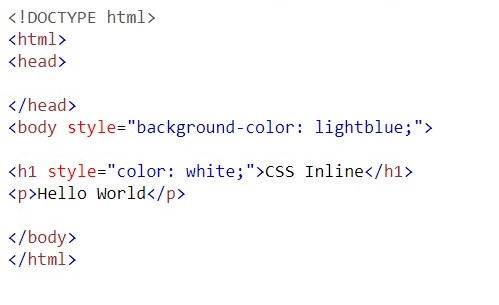 <!DOCTYPE html>
<html>
<head>
</head>
<body style="background-color: lightblue;">
<h1 style="color: white;">CSS Inline</h1>
<p>Hello World</p>
</body>
</html>